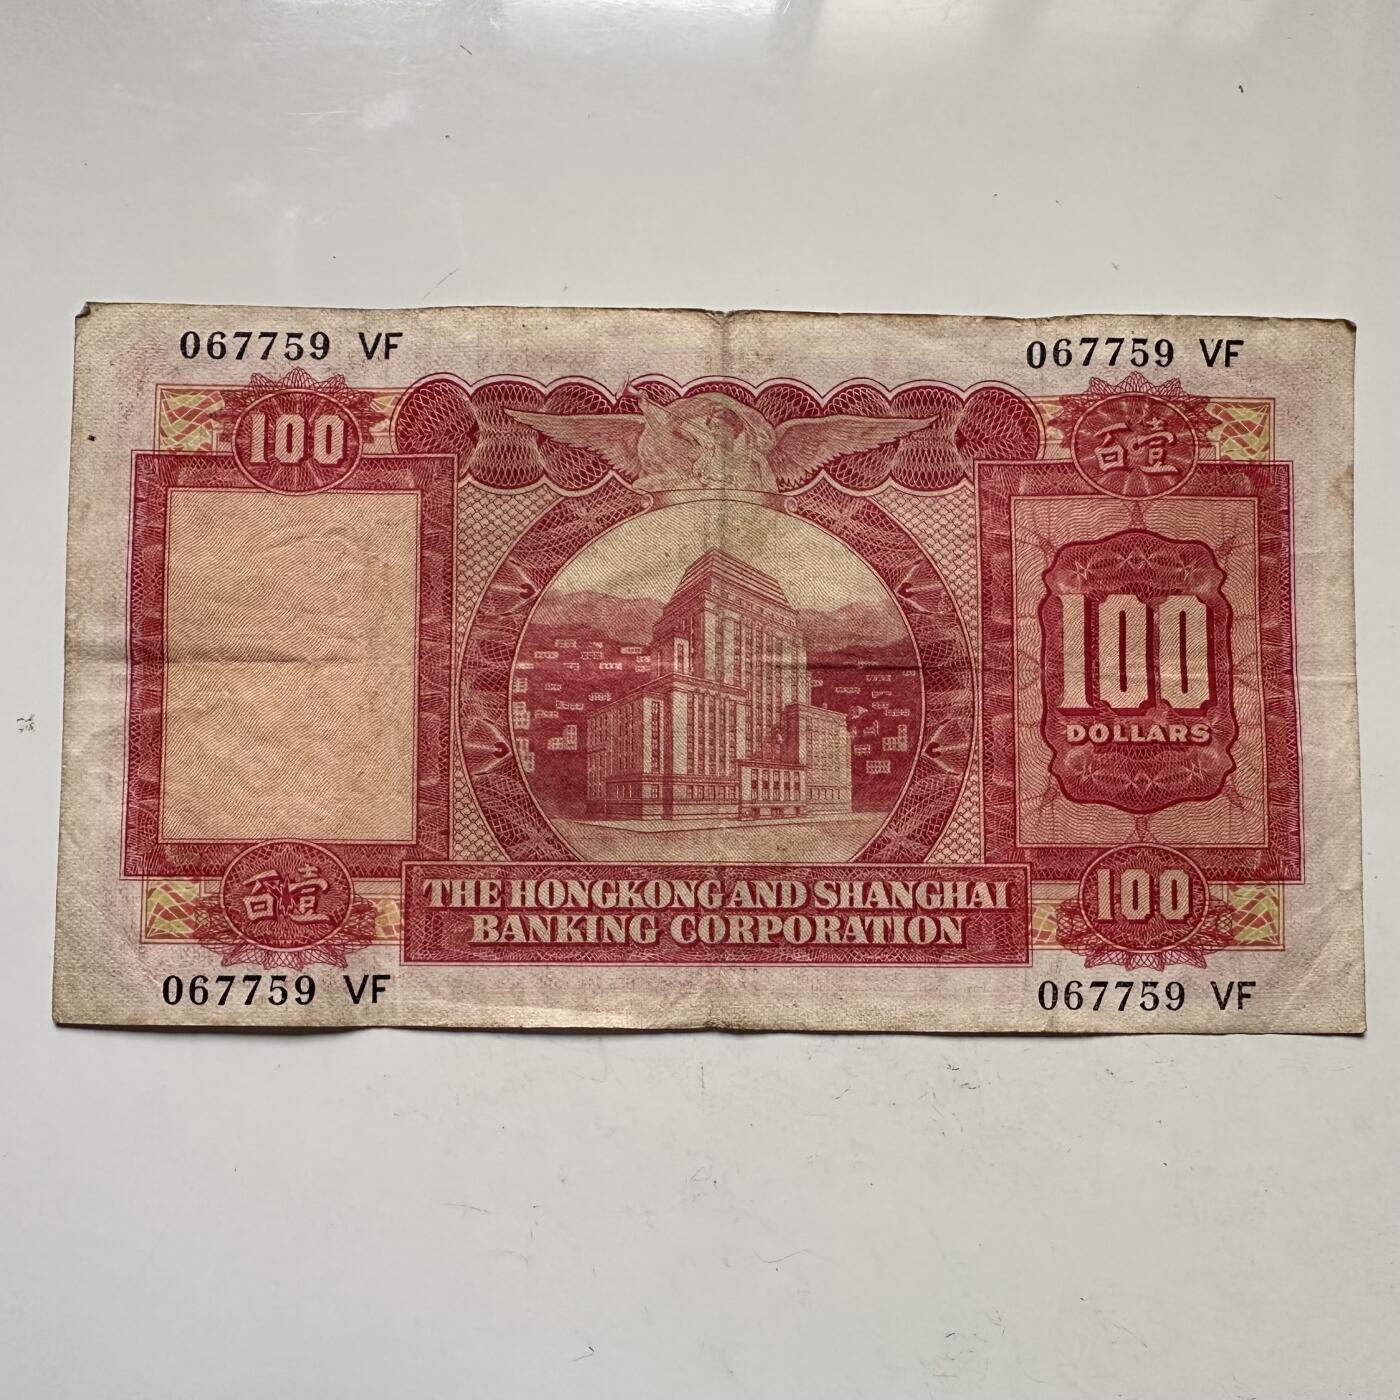 067759 VF
067759 VF
100
百壹
100
DOLLARS
百壹
100
THE HONGKONG AND SHANGHAI
BANKING CORPORATION
067759 VF
067759 VF